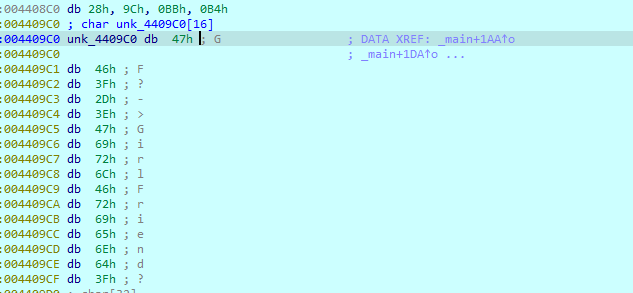 :004408C0 db 28h, 9Ch, 0BBh, 0B4h
:004409C0 ; char unk_4409C0[16]
:004409C0 unk_4409C0 db 47h ; G ; DATA XREF: _main+1AA↑o
:004409C0 ; _main+1DA↑o ...
:004409C1 db 46h ; F
:004409C2 db 3Fh ; ?
:004409C3 db 2Dh ; -
:004409C4 db 3Eh ; >
:004409C5 db 47h ; G
:004409C6 db 69h ; i
:004409C7 db 72h ; r
:004409C8 db 6Ch ; l
:004409C9 db 46h ; F
:004409CA db 72h ; r
:004409CB db 69h ; i
:004409CC db 65h ; e
:004409CD db 6Eh ; n
:004409CE db 64h ; d
:004409CF db 3Fh ; ?